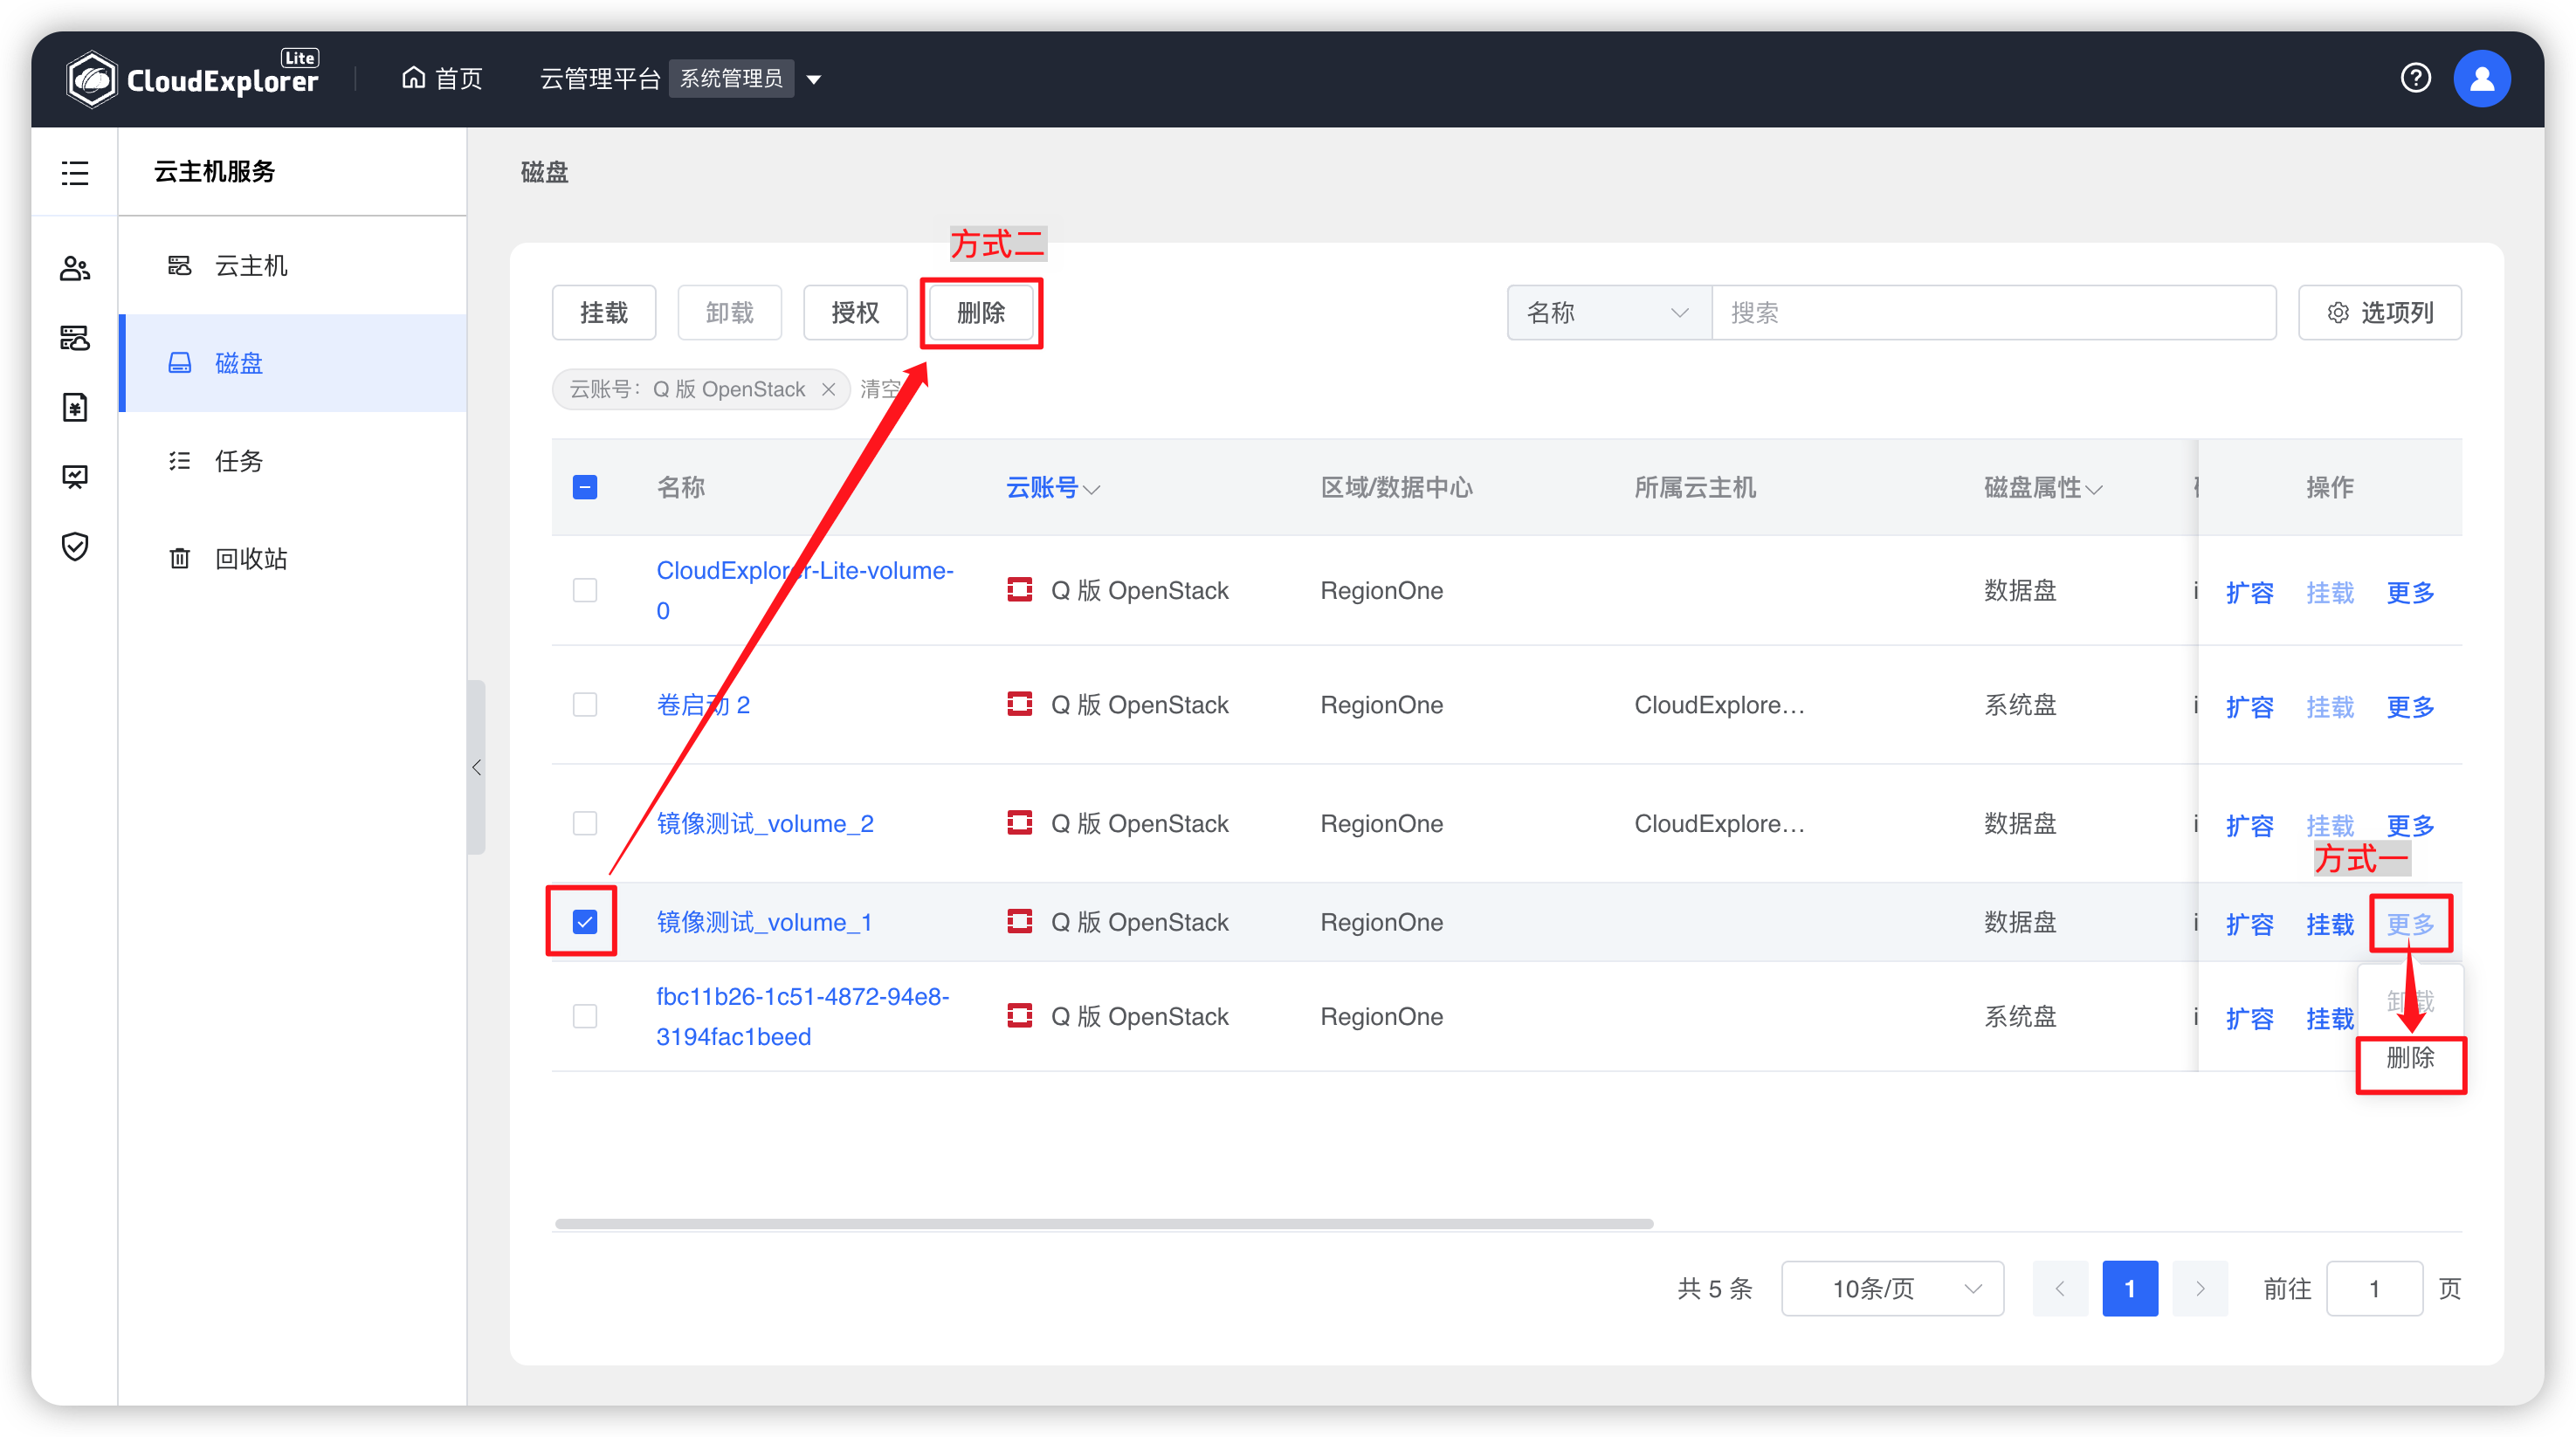 CloudExplorer Lite
首页
云管理平台 系统管理员
云主机服务
云主机
磁盘
任务
回收站
磁盘
方式二
挂载 卸载 授权 删除
名称 搜索 选项列
云账号: Q 版 OpenStack 清空
名称 云账号 区域/数据中心 所属云主机 磁盘属性 操作
CloudExplorer-Lite-volume-
0
Q 版 OpenStack RegionOne 数据盘 i 扩容 挂载 更多
卷启动 2 Q 版 OpenStack RegionOne CloudExplore... 系统盘 i 扩容 挂载 更多
镜像测试_volume_2 Q 版 OpenStack RegionOne CloudExplore... 数据盘 i 扩容 挂载 更多
方式一
镜像测试_volume_1 Q 版 OpenStack RegionOne 数据盘 i 扩容 挂载 更多
fbc11b26-1c51-4872-94e8-
3194fac1beed
Q 版 OpenStack RegionOne 系统盘 i 扩容 挂载
卸载
删除
共 5 条 10条/页 1 前往 1 页